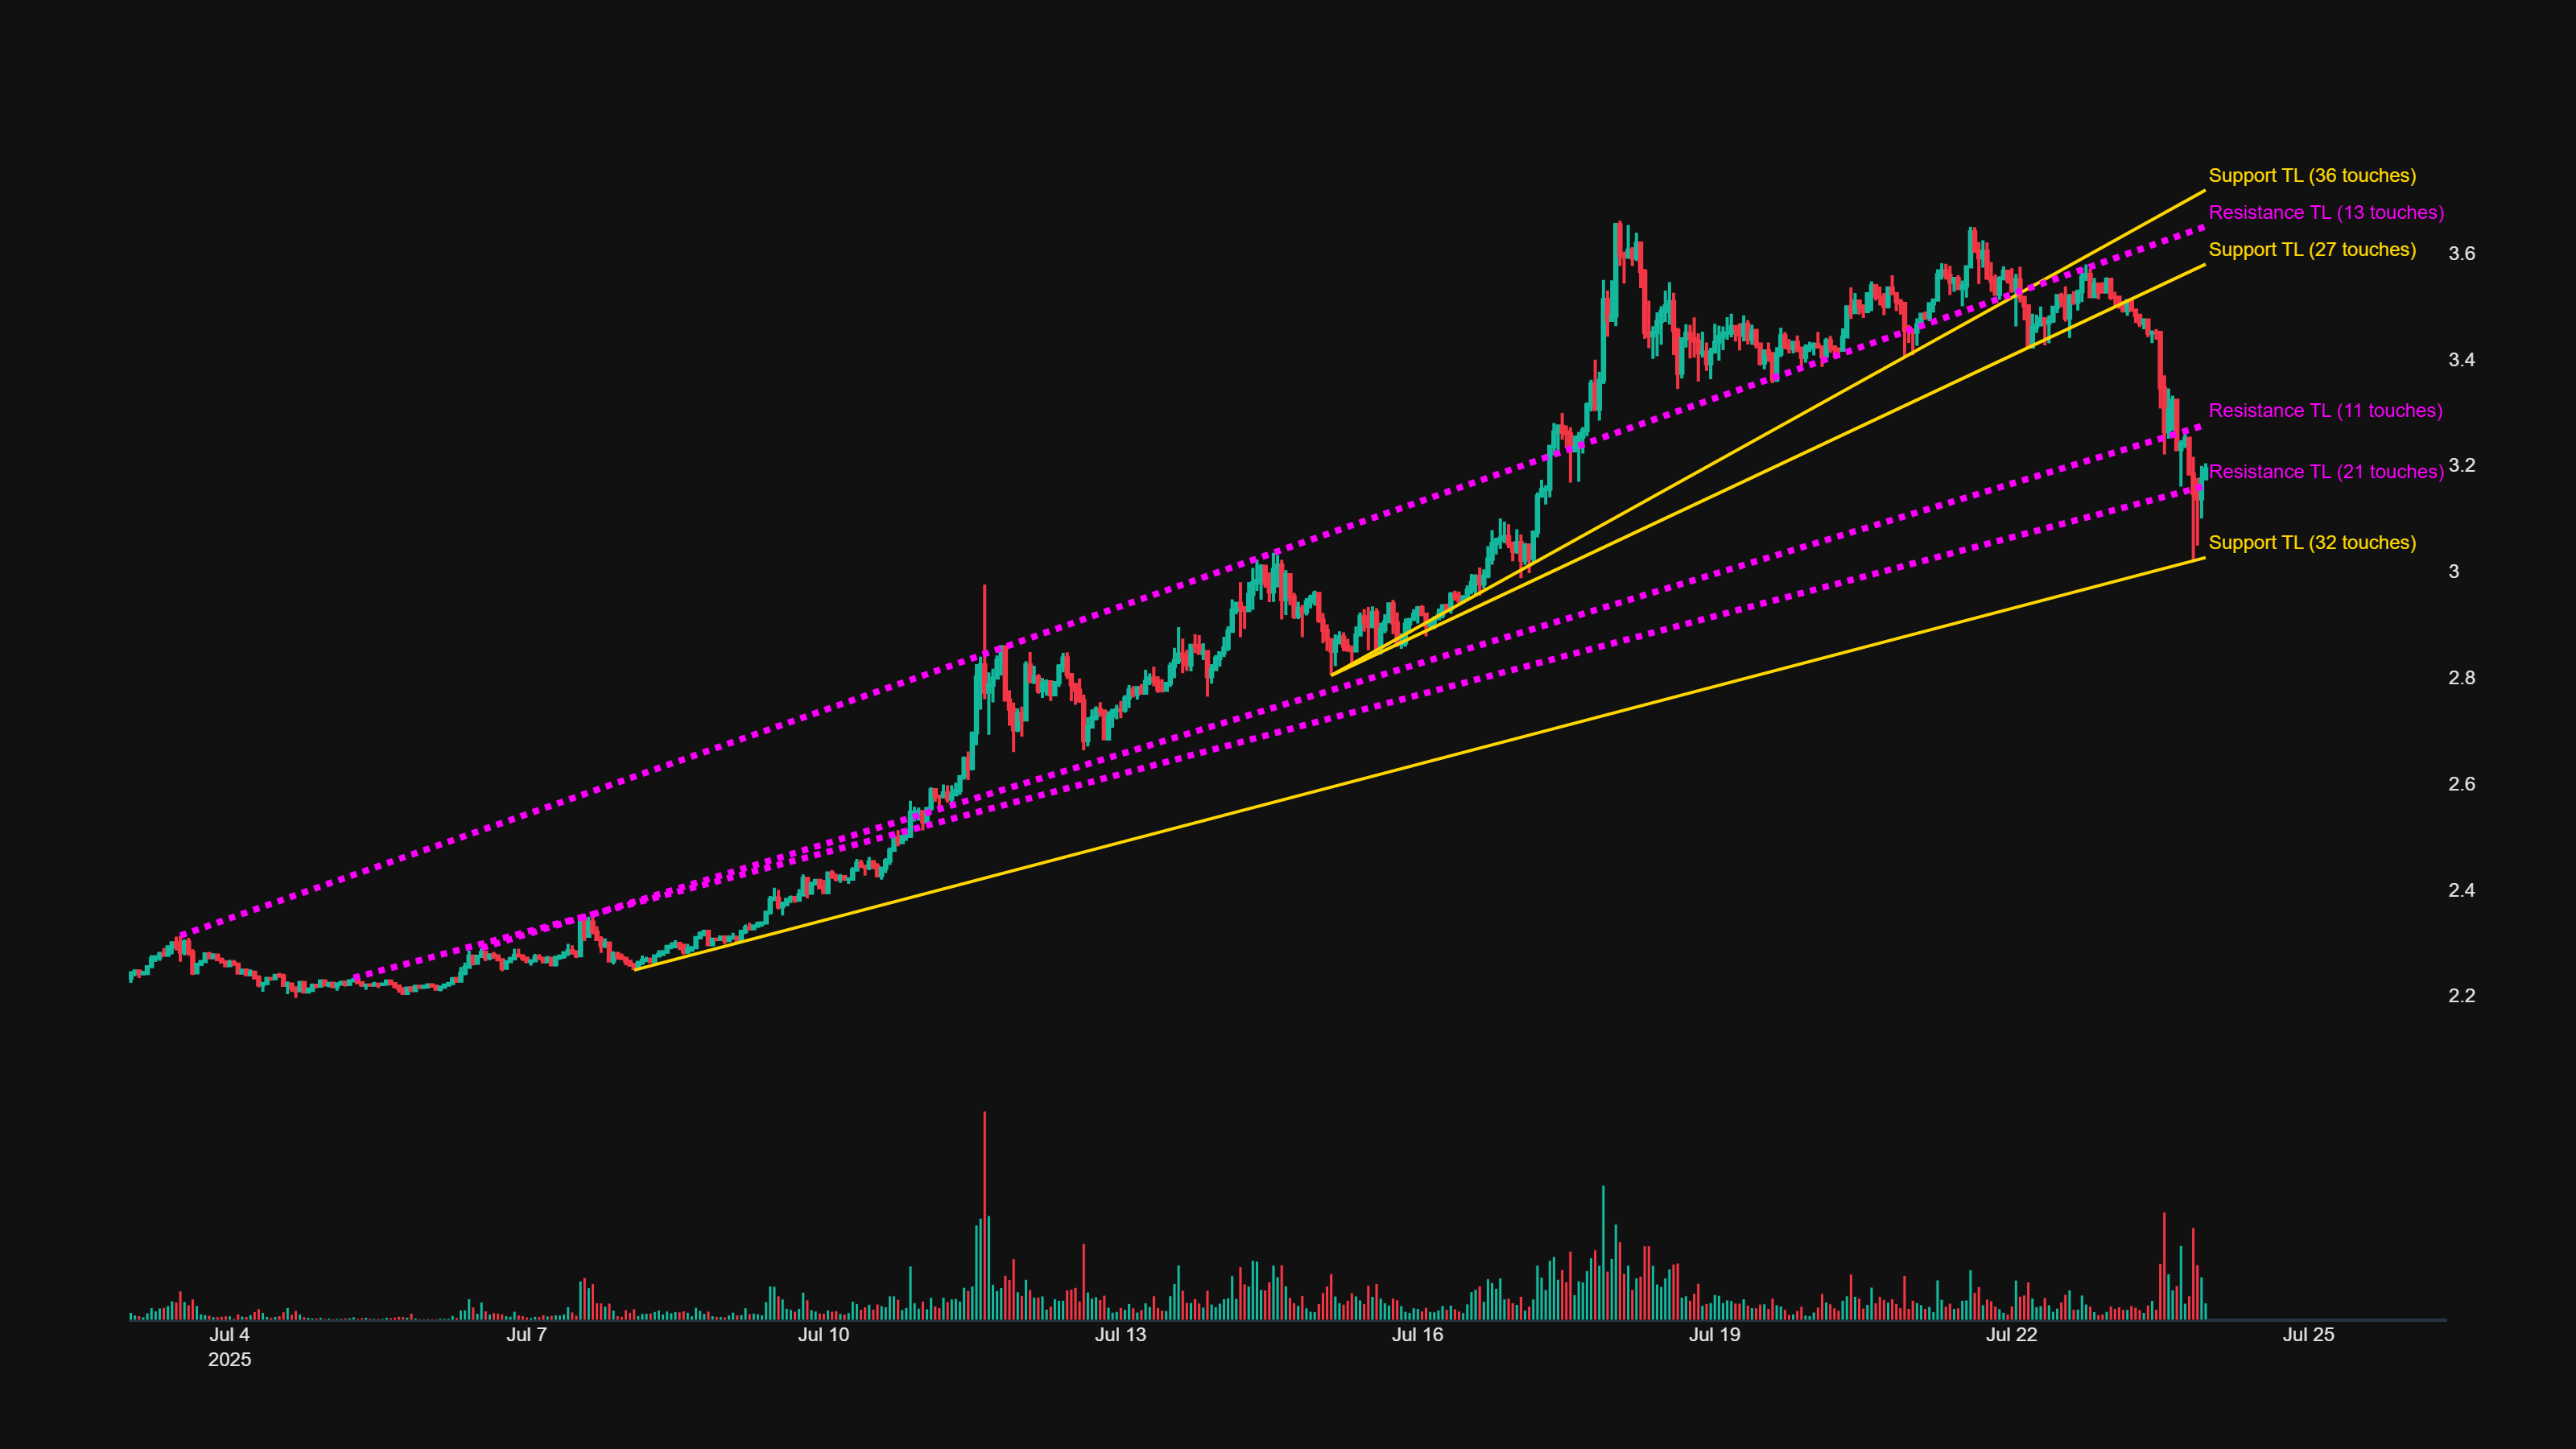 Support TL (36 touches)
Resistance TL (13 touches)
Support TL (27 touches)
3.6
3.4
Resistance TL (11 touches)
3.2
Resistance TL (21 touches)
Support TL (32 touches)
3
2.8
2.6
2.4
2.2
Jul 4 Jul 7 Jul 10 Jul 13 Jul 16 Jul 19 Jul 22 Jul 25
2025